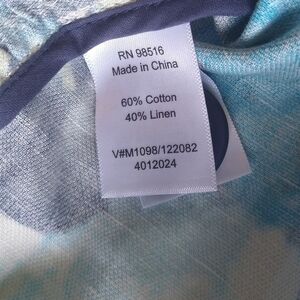 RN 98516
Made in China
60% Cotton
40% Linen
V#M1098/122082
4012024